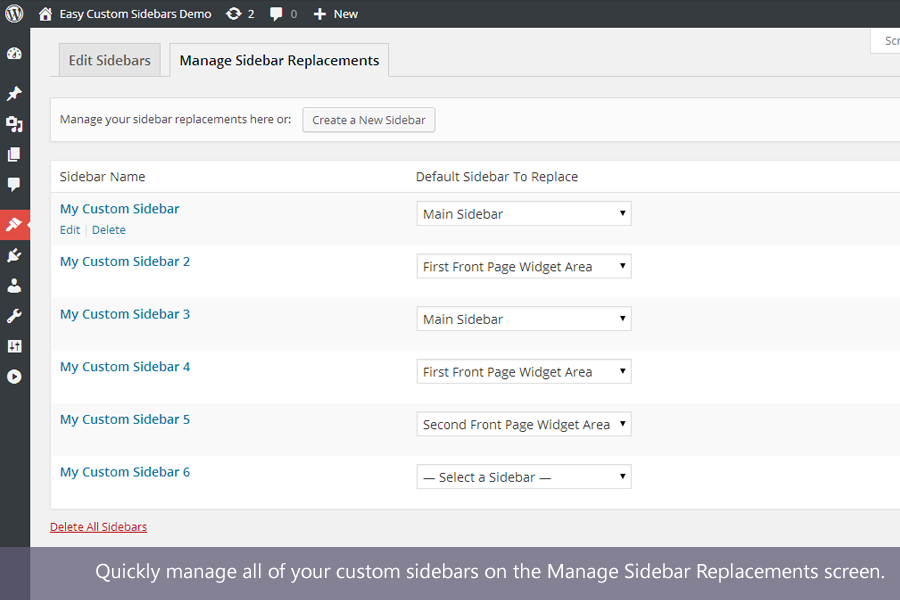 Easy Custom Sidebars Demo 2 0 + New
Scr
Edit Sidebars Manage Sidebar Replacements
Manage your sidebar replacements here or: Create a New Sidebar
Sidebar Name Default Sidebar To Replace
My Custom Sidebar Main Sidebar
Edit | Delete
My Custom Sidebar 2 First Front Page Widget Area
My Custom Sidebar 3 Main Sidebar
My Custom Sidebar 4 First Front Page Widget Area
My Custom Sidebar 5 Second Front Page Widget Area
My Custom Sidebar 6 — Select a Sidebar —
Delete All Sidebars
Quickly manage all of your custom sidebars on the Manage Sidebar Replacements screen.